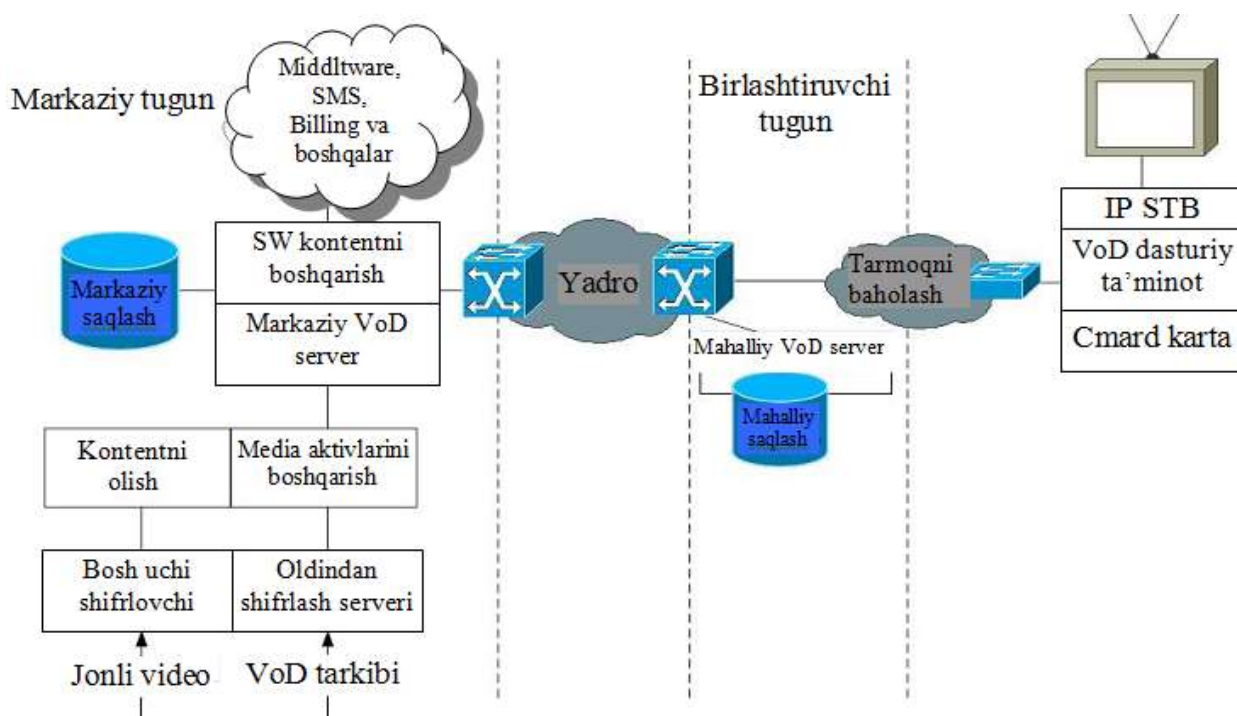 Markaziy tugun
Middltware,
SMS,
Billing va
boshqalar
Birlashtiruvchi
tugun
Markaziy
saqlash
SW kontentni
boshqarish
Markaziy VoD
server
Yadro
Mahalliy VoD server
Mahalliy
saqlash
Tarmoqni
baholash
IP STB
VoD dasturiy
ta’minot
Cmard karta
Kontentni
olish
Media aktivlarini
boshqarish
Bosh uchi
shifrlovchi
Oldindan
shifrlash serveri
Jonli video
VoD tarkibi